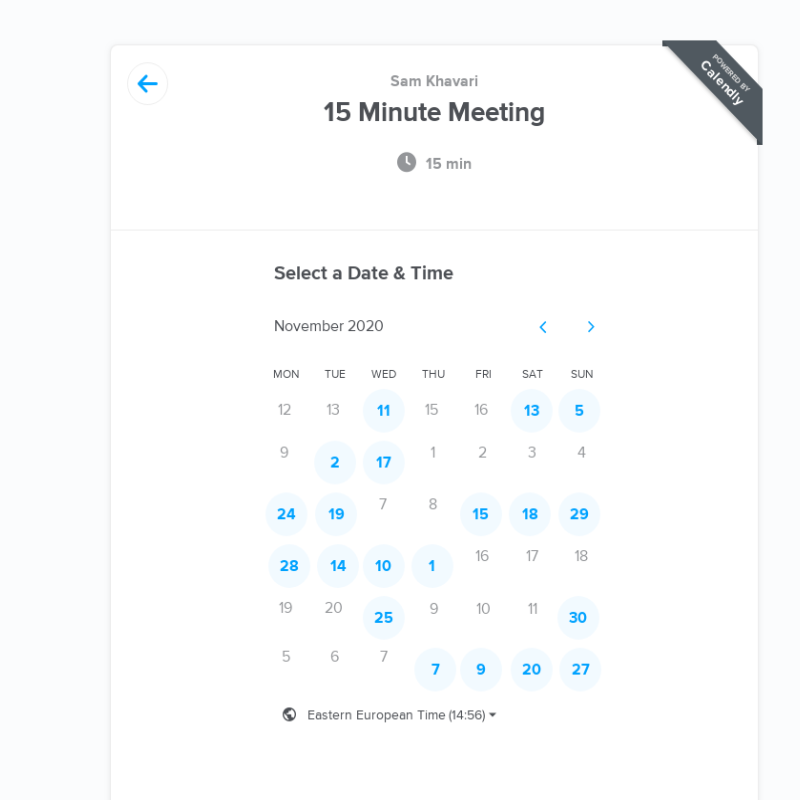 POWERED BY
Calendly
Sam Khavari
15 Minute Meeting
15 min
Select a Date & Time
November 2020
MON TUE WED THU FRI SAT SUN
12 13 11 15 16 13 5
9 2 17 1 2 3 4
24 19 7 8 15 18 29
28 14 10 1 16 17 18
19 20 25 9 10 11 30
5 6 7 7 9 20 27
Eastern European Time (14:56)